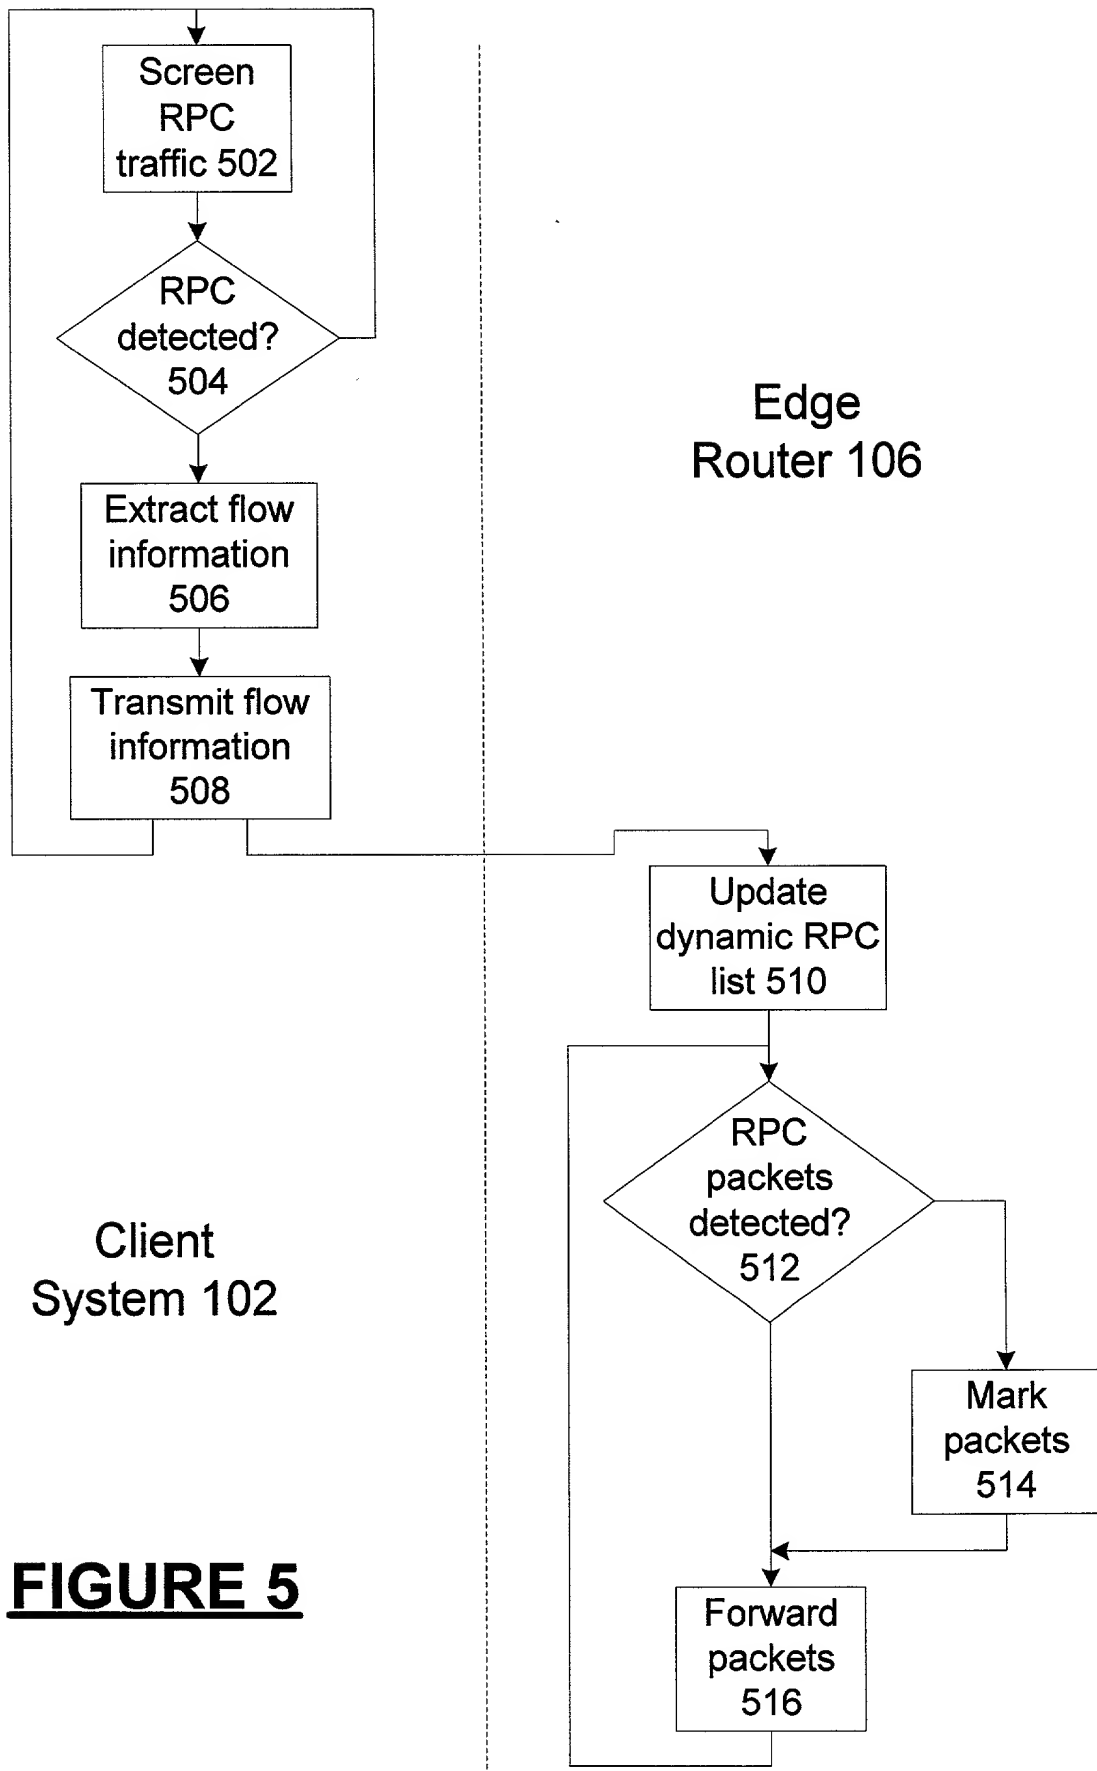 Screen
RPC
traffic 502
RPC
detected?
504
Edge
Router 106
Extract flow
information
506
Transmit flow
information
508
Update
dynamic RPC
list 510
RPC
packets
detected?
512
Client
System 102
Mark
packets
514
FIGURE 5
Forward
packets
516